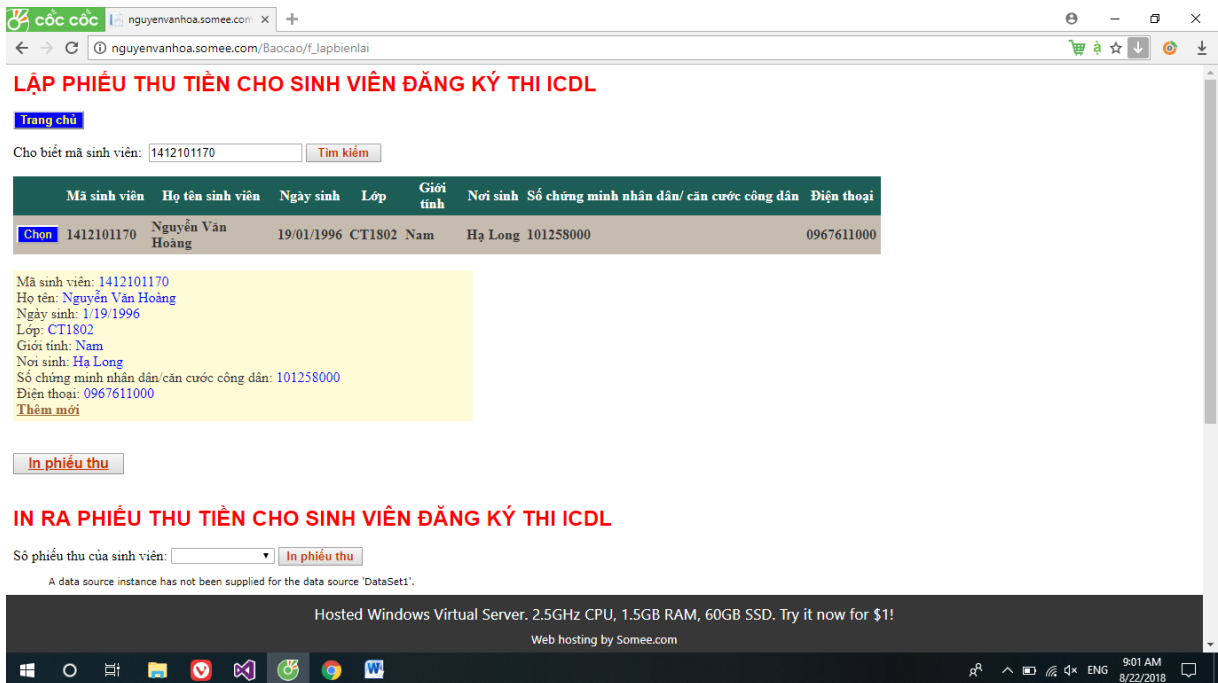 cốc cốc nguyenvanhoa.somee.com
nguyenvanhoa.somee.com/Baocao/f_lapbienlai
LẬP PHIẾU THU TIỀN CHO SINH VIÊN ĐĂNG KÝ THI ICDL
Trang chủ
Cho biết mã sinh viên: 1412101170 Tìm kiếm
Mã sinh viên Họ tên sinh viên Ngày sinh Lớp Giới tính Nơi sinh Số chứng minh nhân dân/ căn cước công dân Điện thoại
Chọn 1412101170 Nguyễn Văn Hoàng 19/01/1996 CT1802 Nam Hạ Long 101258000 0967611000
Mã sinh viên: 1412101170
Họ tên: Nguyễn Văn Hoàng
Ngày sinh: 1/19/1996
Lớp: CT1802
Giới tính: Nam
Nơi sinh: Hạ Long
Số chứng minh nhân dân/căn cước công dân: 101258000
Điện thoại: 0967611000
Thêm mới
In phiếu thu
IN RA PHIẾU THU TIỀN CHO SINH VIÊN ĐĂNG KÝ THI ICDL
Sô phiếu thu của sinh viên: In phiếu thu
A data source instance has not been supplied for the data source 'DataSet1'.
Hosted Windows Virtual Server. 2.5GHz CPU, 1.5GB RAM, 60GB SSD. Try it now for $1!
Web hosting by Somee.com
ENG 9:01 AM
8/22/2018